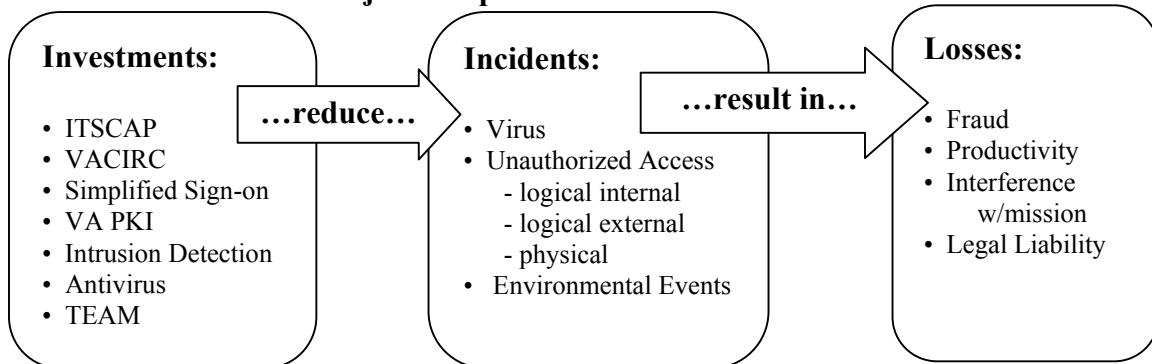 Investments:
• ITSCAP
• VACIRC
• Simplified Sign-on
• VA PKI
• Intrusion Detection
• Antivirus
• TEAM
…reduce…
Incidents:
• Virus
• Unauthorized Access
- logical internal
- logical external
- physical
• Environmental Events
…result in…
Losses:
• Fraud
• Productivity
• Interference
w/mission
• Legal Liability